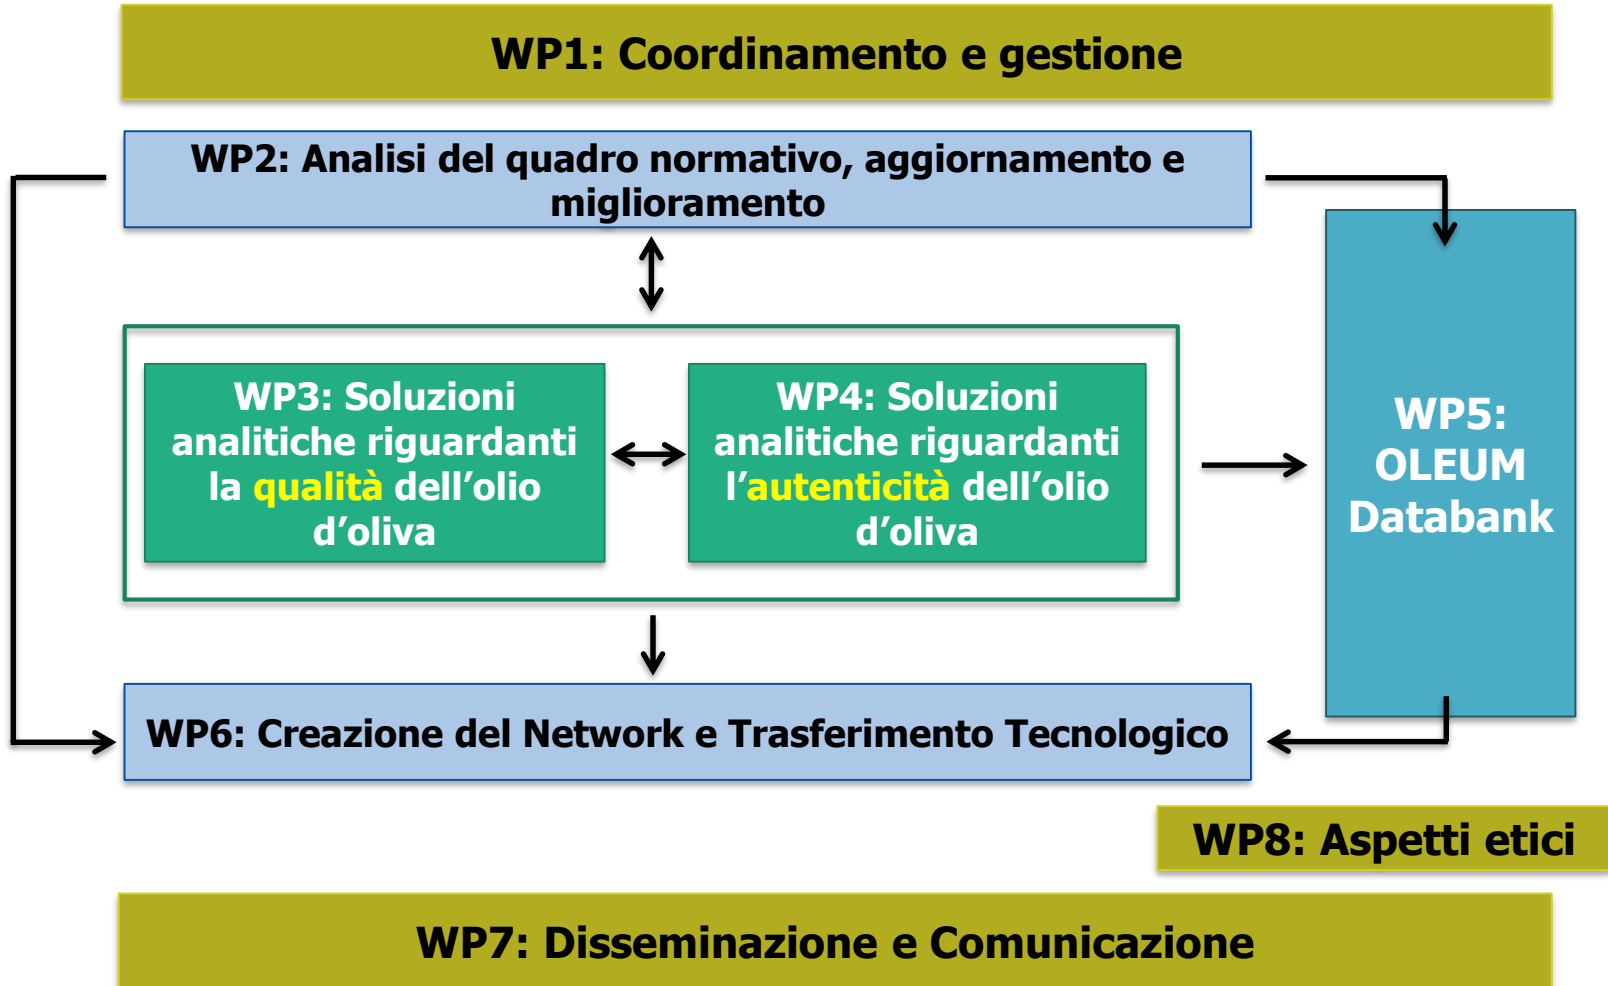 WP1: Coordinamento e gestione
WP2: Analisi del quadro normativo, aggiornamento e
miglioramento
WP3: Soluzioni
analitiche riguardanti
la qualità dell’olio
d’oliva
WP4: Soluzioni
analitiche riguardanti
l’autenticità dell’olio
d’oliva
WP5:
OLEUM
Databank
WP6: Creazione del Network e Trasferimento Tecnologico
WP8: Aspetti etici
WP7: Disseminazione e Comunicazione